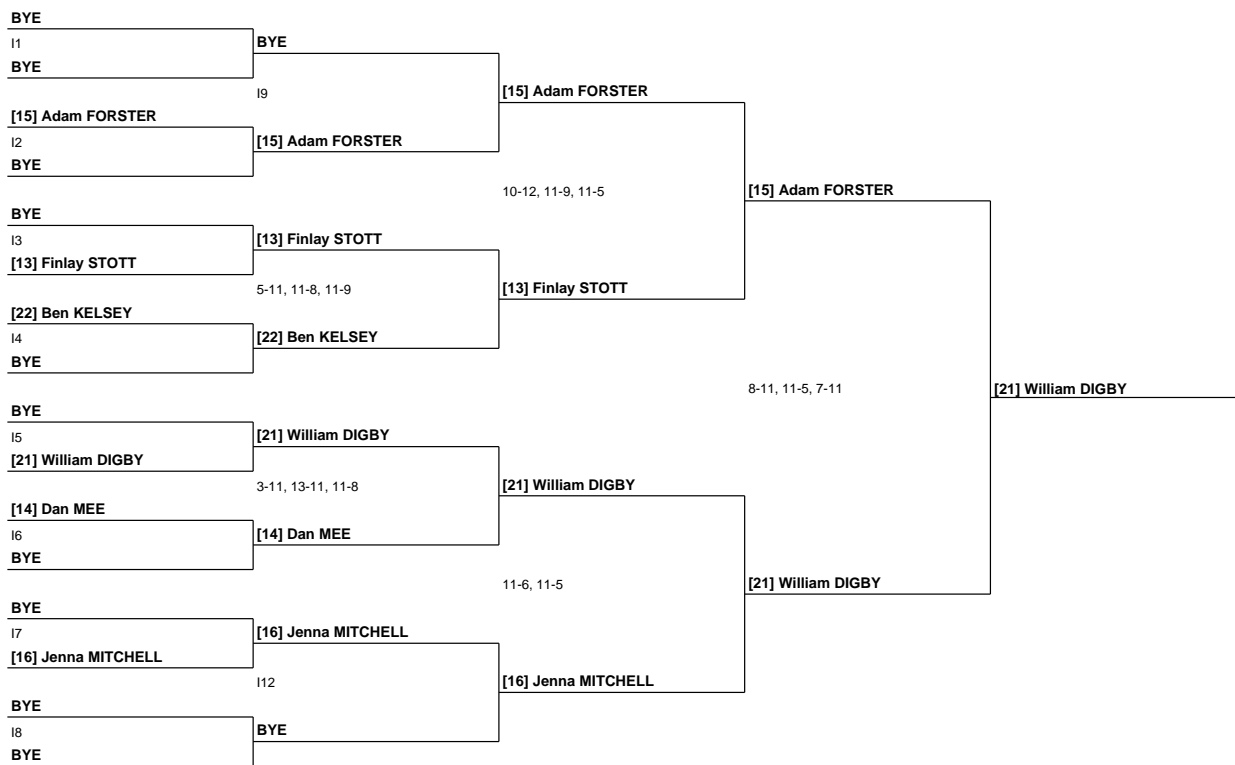 BYE
I1
BYE
BYE
I9
[15] Adam FORSTER
[15] Adam FORSTER
I2
[15] Adam FORSTER
BYE
10-12, 11-9, 11-5
[15] Adam FORSTER
BYE
I3
[13] Finlay STOTT
[13] Finlay STOTT
5-11, 11-8, 11-9
[13] Finlay STOTT
[22] Ben KELSEY
I4
[22] Ben KELSEY
BYE
8-11, 11-5, 7-11
[21] William DIGBY
BYE
I5
[21] William DIGBY
[21] William DIGBY
3-11, 13-11, 11-8
[21] William DIGBY
[14] Dan MEE
I6
[14] Dan MEE
BYE
11-6, 11-5
[21] William DIGBY
BYE
I7
[16] Jenna MITCHELL
[16] Jenna MITCHELL
I12
[16] Jenna MITCHELL
BYE
I8
BYE
BYE